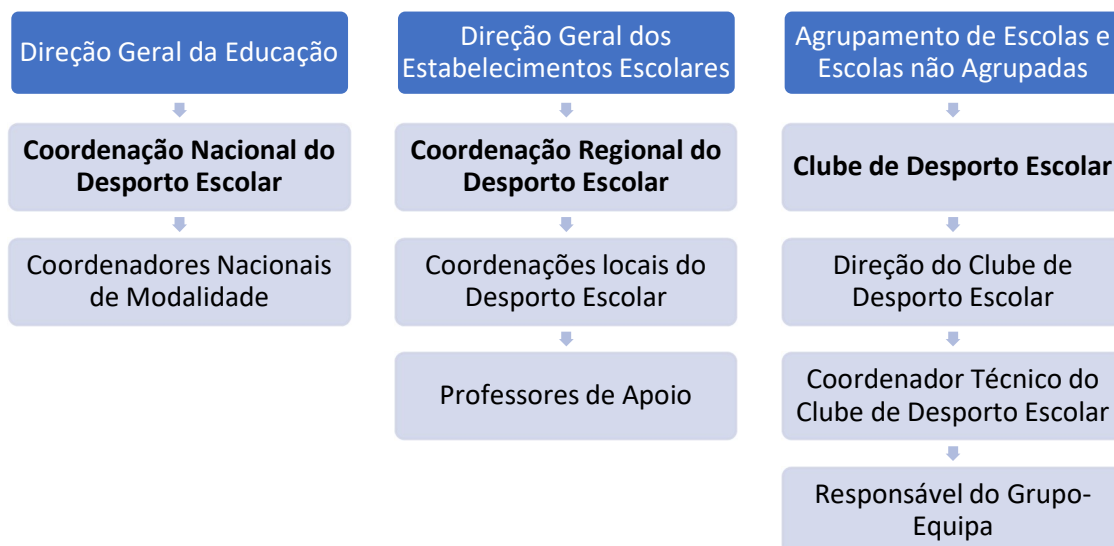 Direção Geral da Educação
Coordenação Nacional do
Desporto Escolar
Coordenadores Nacionais
de Modalidade
Direção Geral dos
Estabelecimentos Escolares
Coordenação Regional do
Desporto Escolar
Coordenações locais do
Desporto Escolar
Professores de Apoio
Agrupamento de Escolas e
Escolas não Agrupadas
Clube de Desporto Escolar
Direção do Clube de
Desporto Escolar
Coordenador Técnico do
Clube de Desporto Escolar
Responsável do Grupo-
Equipa